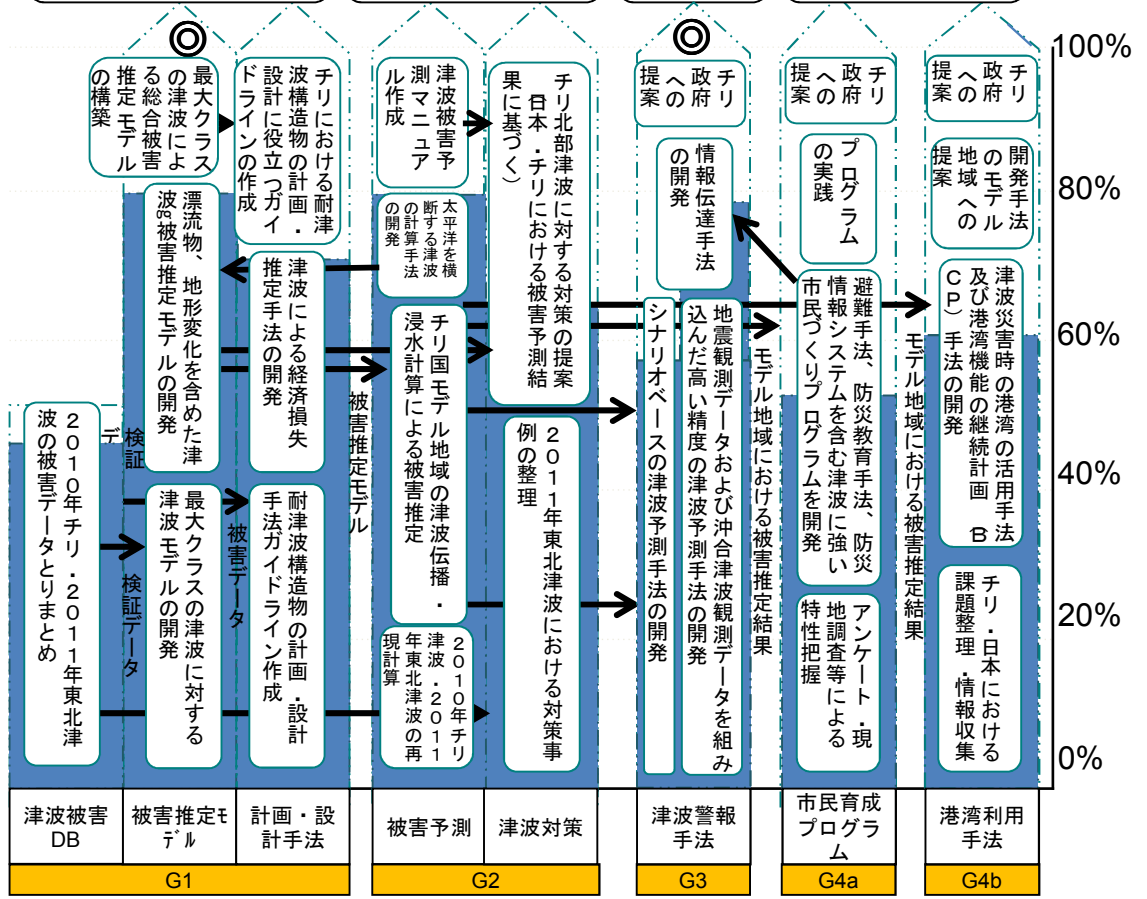 100%
80%
60%
40%
20%
0%
◎
◎
最大クラス
の津波によ
る総合被害
推定モデル
の構築
チリにおける耐津
波構造物の計画・
設計に役立つガイ
ドラインの作成
津波被害予
測マニュア
ル作成
チリ北部津波に対する対策の提案
(日本・チリにおける被害予測結
果に基づく)
チリ
政府
への
提案
チリ
政府
への
提案
チリ
政府
への
提案
漂流物、地形変化を含めた津
波被害推定モデルの開発
津波による経済損失
推定手法の開発
太平洋を横
断する津波
の計算手法
の開発
チリ国モデル地域の津波伝播・
浸水計算による被害推定
情報伝達手法
の開発
プログラム
の実践
開発手法
のモデル
地域への
提案
2010年チリ・2011年東北津
波の被害データとりまとめ
検証
デ
検証データ
最大クラスの津波に対する
津波モデルの開発
被害データ
耐津波構造物の計画・設計
手法ガイドライン作成
被害推定モデル
2010年チリ
津波・2011
年東北津波の再
現計算
2011年東北津波における対策事
例の整理
シナリオベースの津波予測手法の開発
地震観測データおよび沖合津波観測データを組み
込んだ高い精度の津波予測手法の開発
モデル地域における被害推定結果
避難手法、防災教育手法、防災
情報システムを含む津波に強い
市民づくりプログラムを開発
アンケート・現
地調査等による
特性把握
モデル地域における被害推定結果
津波災害時の港湾の活用手法
及び港湾機能の継続計画(B
CP)手法の開発
チリ・日本における
課題整理・情報収集
津波被害
DB
被害推定モ
デル
計画・設
計手法
被害予測
津波対策
津波警報
手法
市民育成
プログラ
ム
港湾利用
手法
G1
G2
G3
G4a
G4b